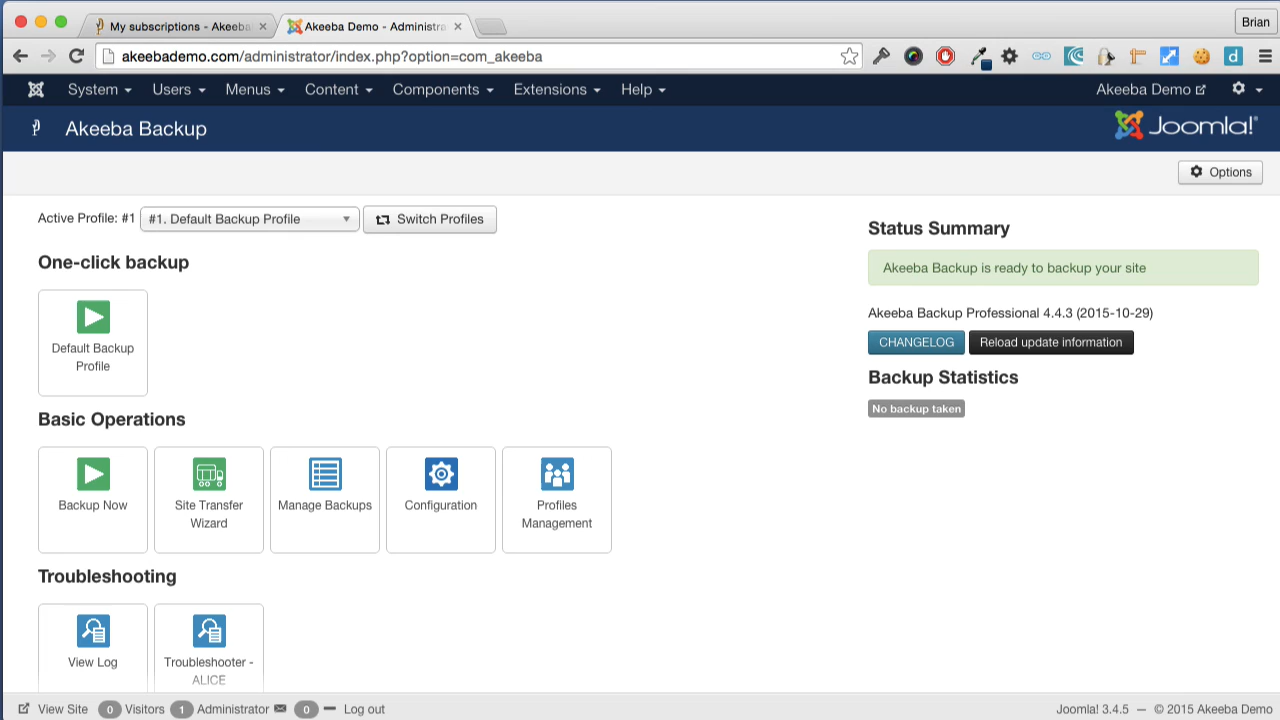 My subscriptions - Akeeba
Akeeba Demo - Administra
Brian
akeebademo.com/administrator/index.php?option=com_akeeba
System Users Menus Content Components Extensions Help Akeeba Demo
Akeeba Backup
Joomla!
Options
Active Profile: #1 #1. Default Backup Profile Switch Profiles
One-click backup
Default Backup
Profile
Basic Operations
Backup Now
Site Transfer
Wizard
Manage Backups
Configuration
Profiles
Management
Troubleshooting
View Log
Troubleshooter -
ALICE
Status Summary
Akeeba Backup is ready to backup your site
Akeeba Backup Professional 4.4.3 (2015-10-29)
CHANGELOG Reload update information
Backup Statistics
No backup taken
View Site 0 Visitors 1 Administrator 0 Log out Joomla! 3.4.5 — © 2015 Akeeba Demo